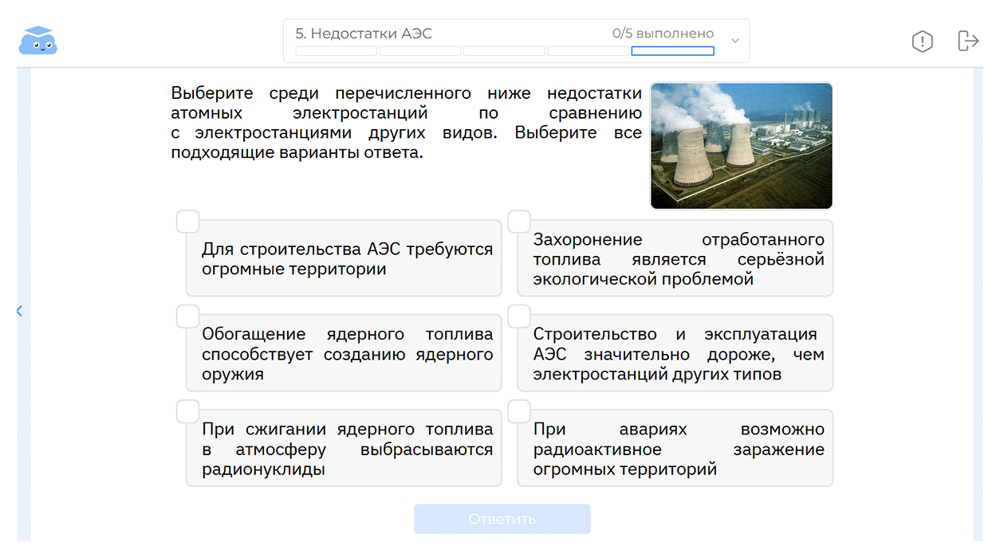 5. Недостатки АЭС
0/5 выполнено
Выберите среди перечисленного ниже недостатки
атомных электростанций по сравнению
с электростанциями других видов. Выберите все
подходящие варианты ответа.
Для строительства АЭС требуются
огромные территории
Захоронение отработанного
топлива является серьёзной
экологической проблемой
Обогащение ядерного топлива
способствует созданию ядерного
оружия
Строительство и эксплуатация
АЭС значительно дороже, чем
электростанций других типов
При сжигании ядерного топлива
в атмосферу выбрасываются
радионуклиды
При авариях возможно
радиоактивное заражение
огромных территорий
Ответить